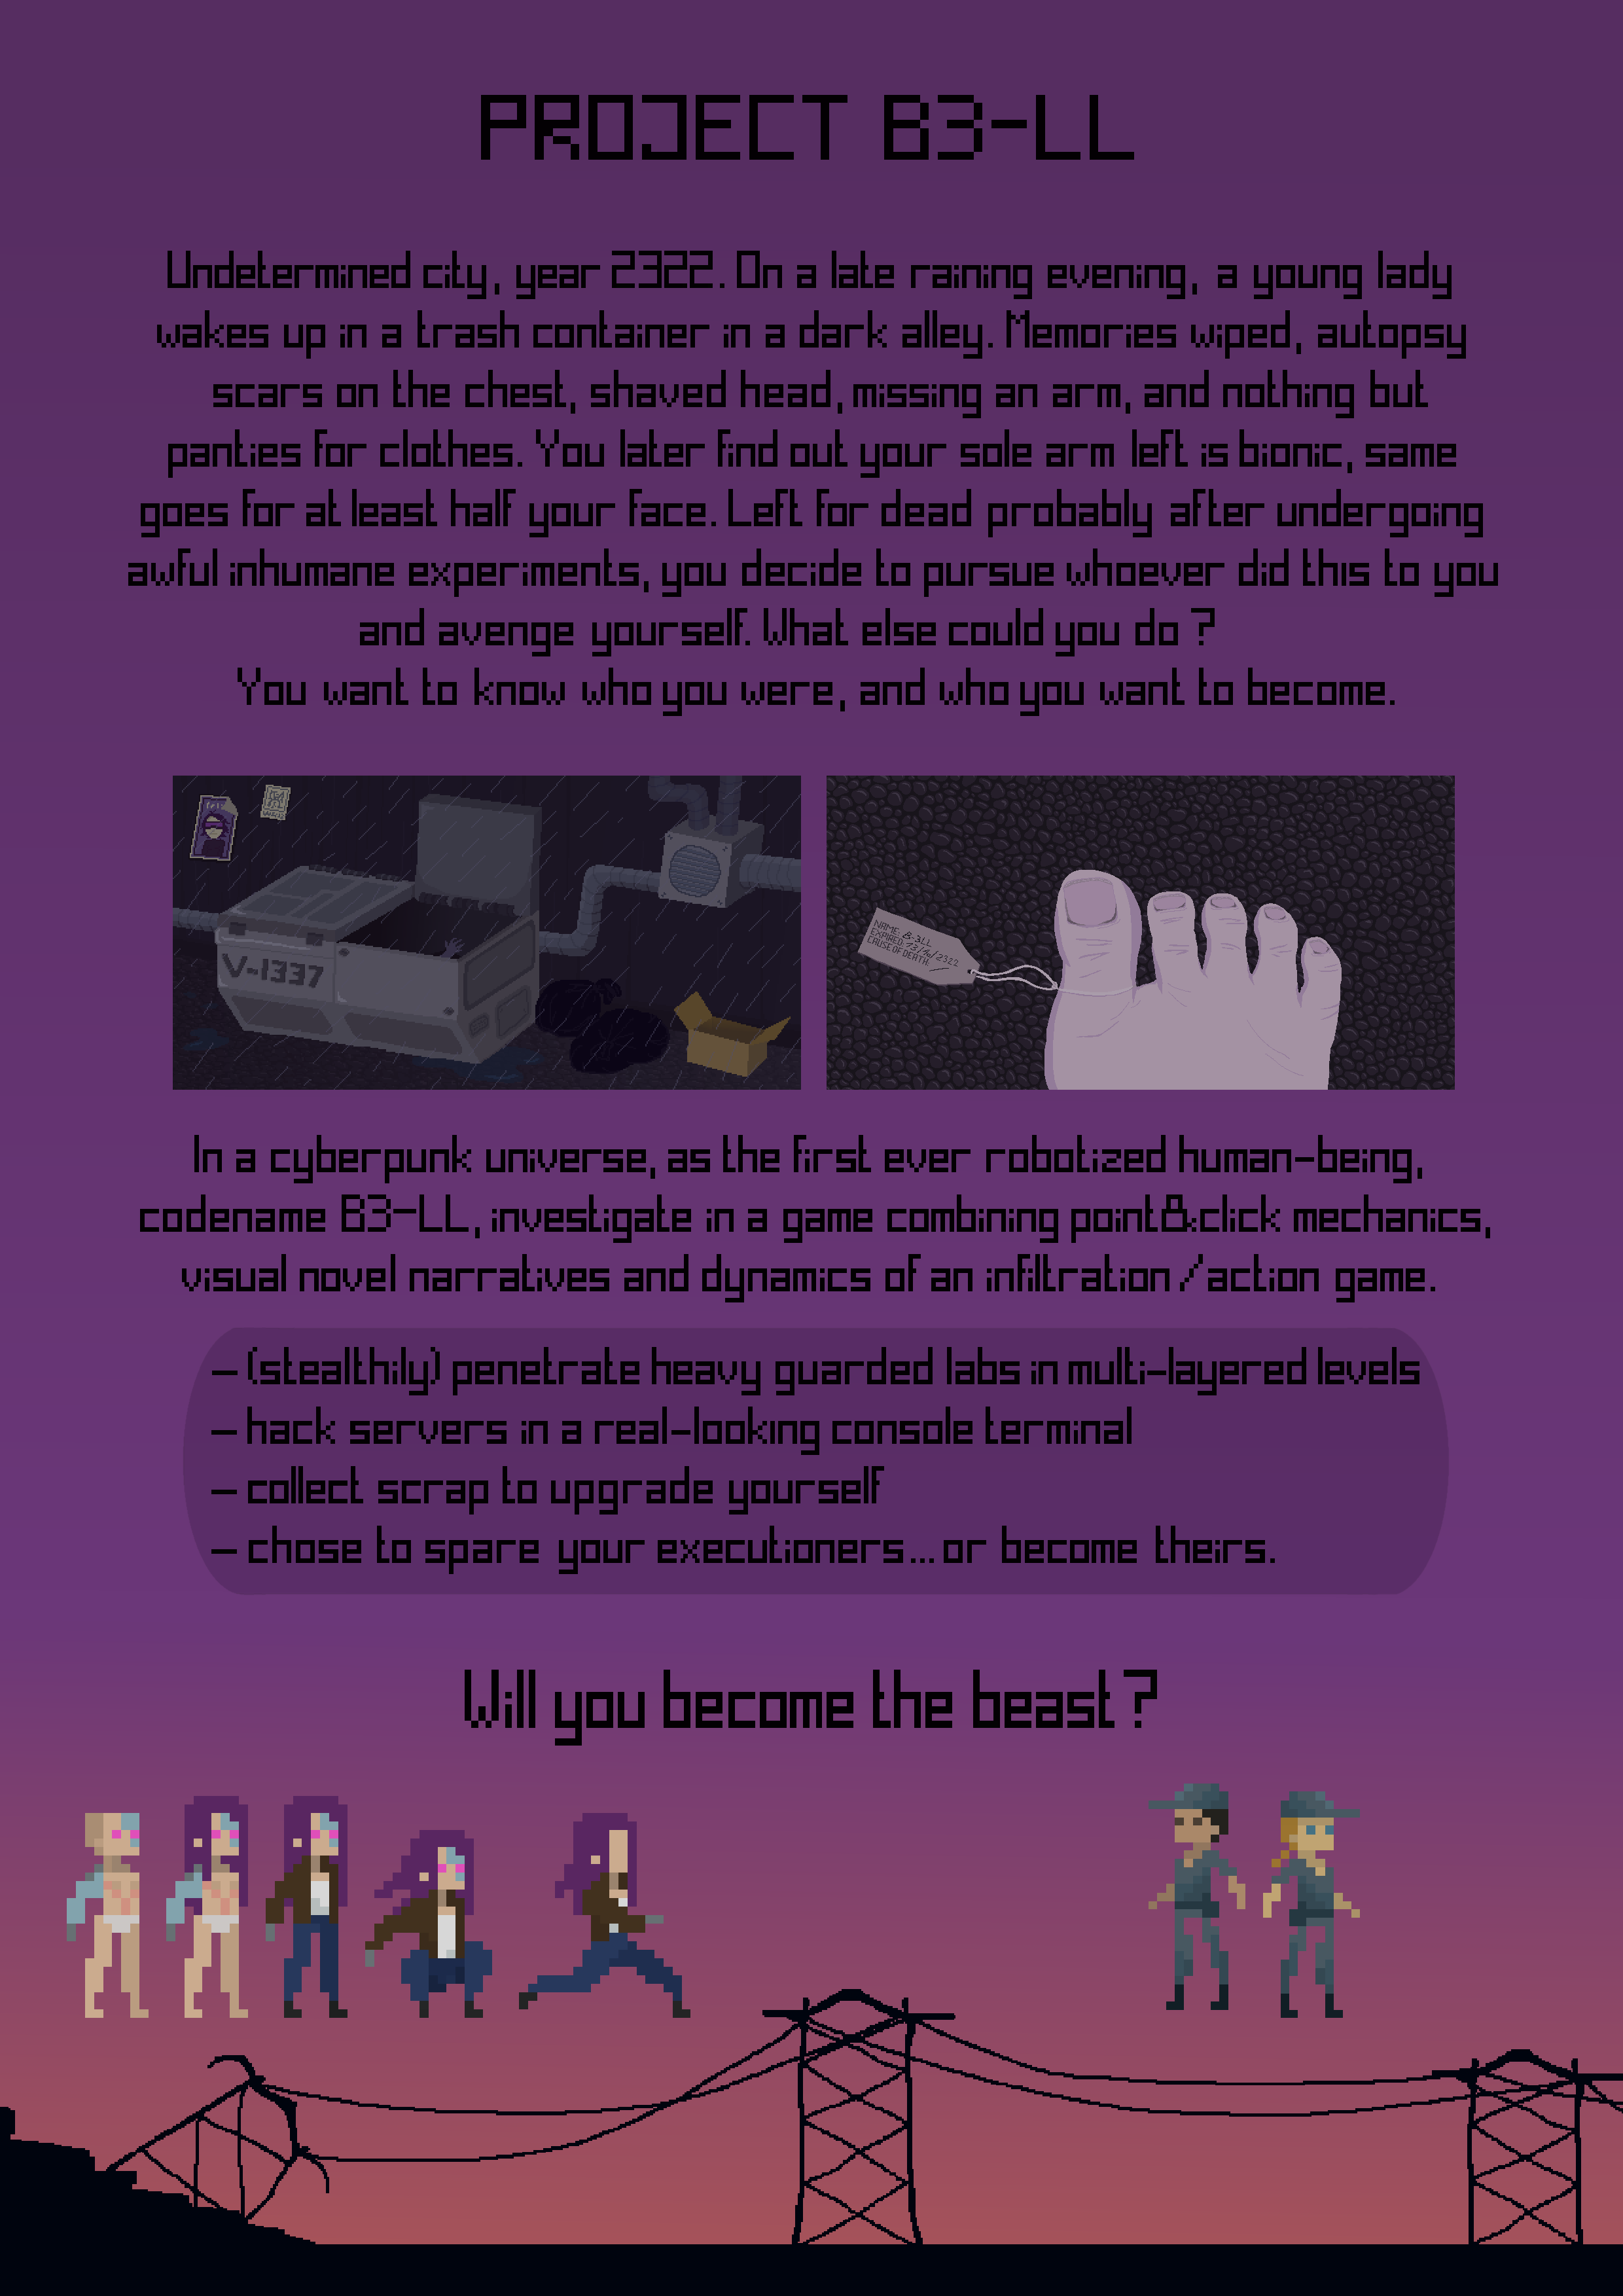 PROJECT B3-LL
Undetermined city, year 2322. On a late raining evening, a young lady
wakes up in a trash container in a dark alley. Memories wiped, autopsy
scars on the chest, shaved head, missing an arm, and nothing but
panties for clothes. You later find out your sole arm left is bionic, same
goes for at least half your face. Left for dead probably after undergoing
awful inhumane experiments, you decide to pursue whoever did this to you
and avenge yourself. What else could you do ?
You want to know who you were, and who you want to become.
V-1337
NAME: B-3LL
EXPIRED: 13/ /2322
CAUSE OF DEATH:
In a cyberpunk universe, as the first ever robotized human-being,
codename B3-LL, investigate in a game combining point&click mechanics,
visual novel narratives and dynamics of an infiltration /action game.
- (stealthily) penetrate heavy guarded labs in multi-layered levels
- hack servers in a real-looking console terminal
- collect scrap to upgrade yourself
- chose to spare your executioners... or become theirs.
Will you become the beast?